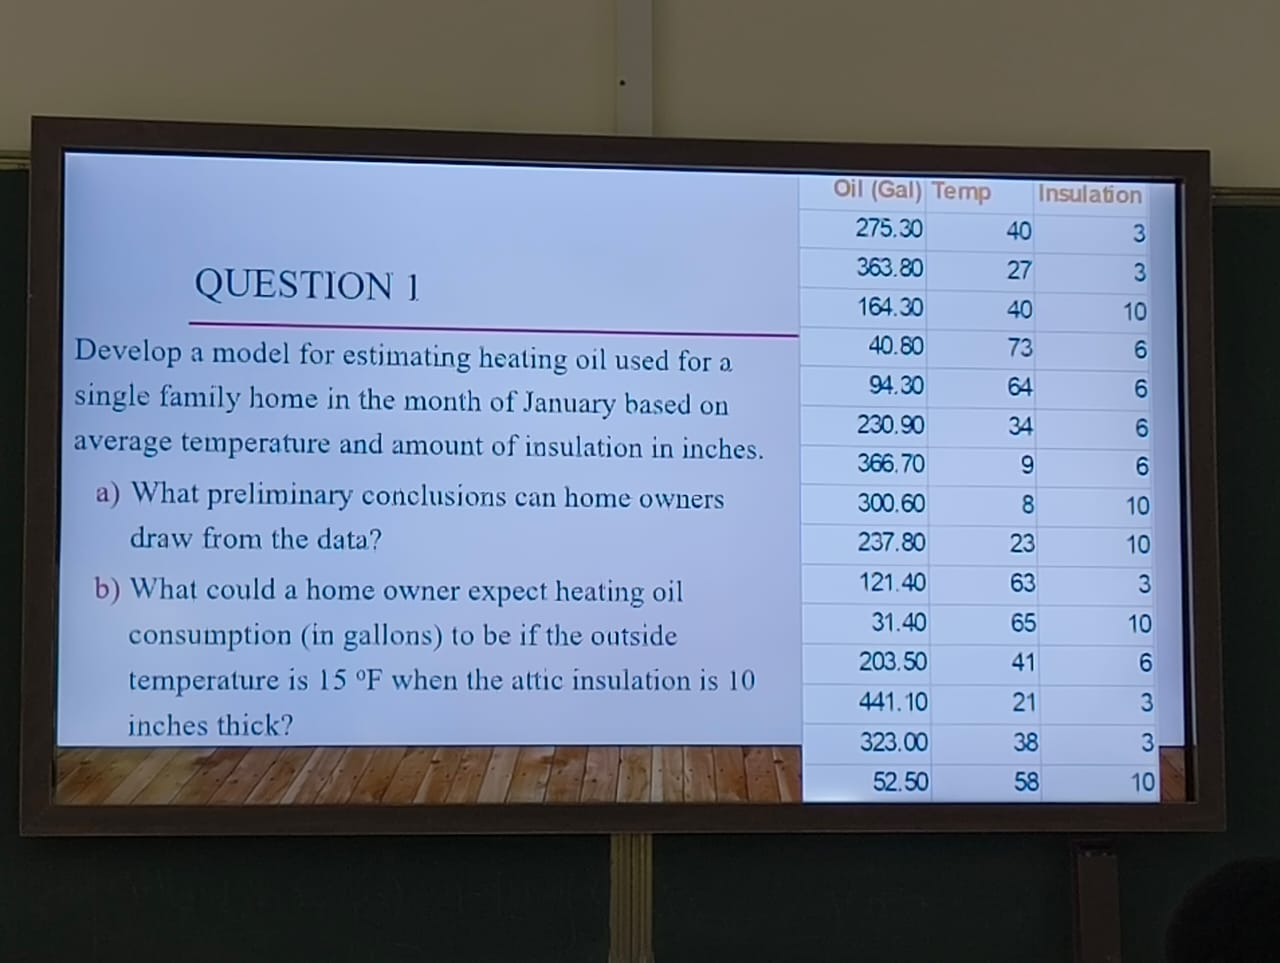 QUESTION 1
Develop a model for estimating heating oil used for a
single family home in the month of January based on
average temperature and amount of insulation in inches.
a) What preliminary conclusions can home owners
draw from the data?
b) What could a home owner expect heating oil
consumption (in gallons) to be if the outside
temperature is 15 ºF when the attic insulation is 10
inches thick?
Oil (Gal) Temp Insulation
275.30 40 3
363.80 27 3
164.30 40 10
40.80 73 6
94.30 64 6
230.90 34 6
366.70 9 6
300.60 8 10
237.80 23 10
121.40 63 3
31.40 65 10
203.50 41 6
441.10 21 3
323.00 38 3
52.50 58 10